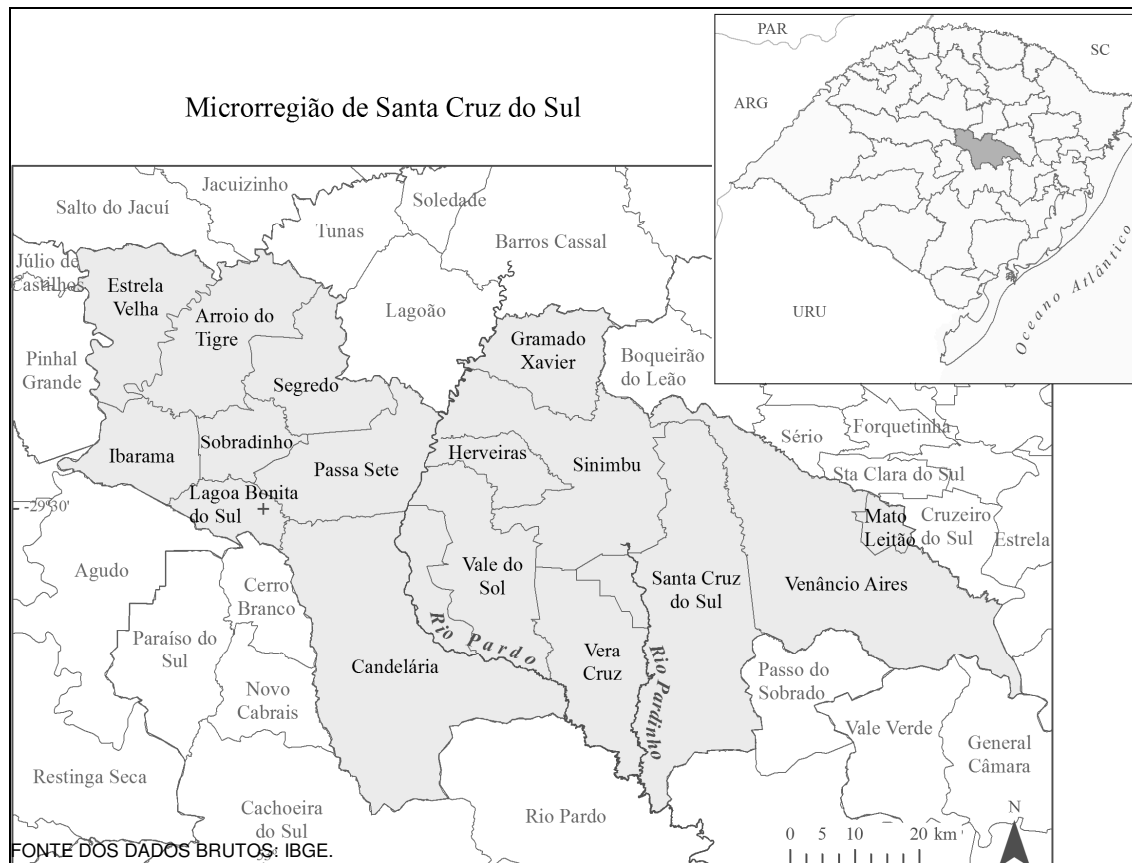 Microrregião de Santa Cruz do Sul
PAR
SC
ARG
URU
Oceano Atlântico
Jacuizinho
Salto do Jacuí
Soledade
Tunas
Barros Cassal
Júlio de
Castilhos
Estrela
Velha
Arroio do
Tigre
Lagoão
Gramado
Xavier
Boqueirão
do Leão
Pinhal
Grande
Segredo
Sério
Forquetinha
Ibarama
Sobradinho
Passa Sete
Herveiras
Sinimbu
Sta Clara do Sul
Lagoa Bonita
do Sul
-29°30'
Mato
Leitão
Cruzeiro
do Sul
Estrela
Agudo
Cerro
Branco
Vale do
Sol
Santa Cruz
do Sul
Venâncio Aires
Paraíso do
Sul
Rio Pardo
Candelária
Vera
Cruz
Rio Pardinho
Passo do
Sobrado
Novo
Cabrais
Vale Verde
General
Câmara
Restinga Seca
Cachoeira
do Sul
Rio Pardo
N
0 5 10 20 km
FONTE DOS DADOS BRUTOS: IBGE.